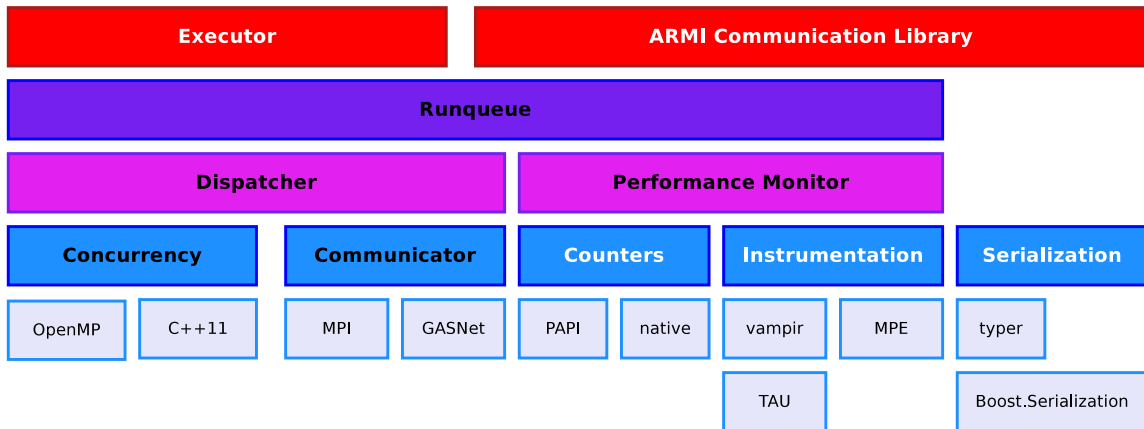 Executor
ARMI Communication Library
Runqueue
Dispatcher
Performance Monitor
Concurrency
Communicator
Counters
Instrumentation
Serialization
OpenMP
C++11
MPI
GASNet
PAPI
native
vampir
MPE
typer
TAU
Boost.Serialization